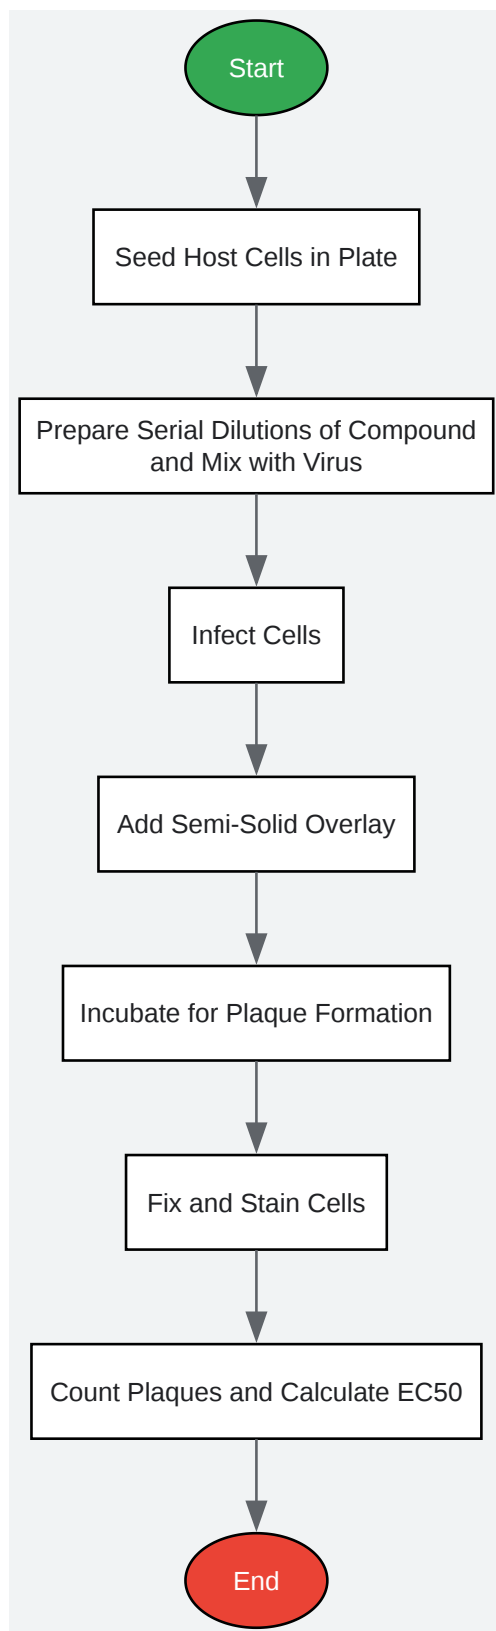 Start
Seed Host Cells in Plate
Prepare Serial Dilutions of Compound
and Mix with Virus
Infect Cells
Add Semi-Solid Overlay
Incubate for Plaque Formation
Fix and Stain Cells
Count Plaques and Calculate EC50
End